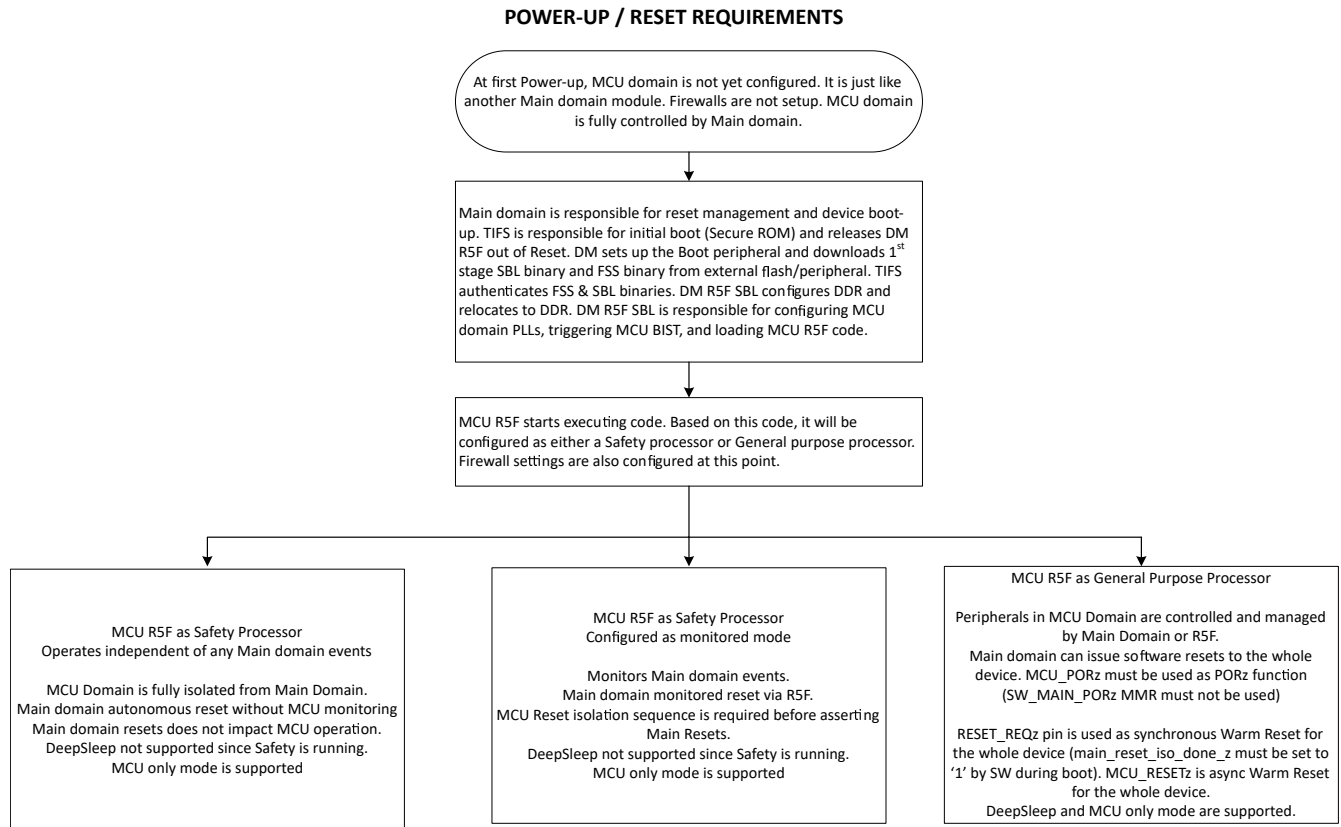 POWER-UP / RESET REQUIREMENTS
At first Power-up, MCU domain is not yet configured. It is just like
another Main domain module. Firewalls are not setup. MCU domain
is fully controlled by Main domain.
Main domain is responsible for reset management and device boot-
up. TIFS is responsible for initial boot (Secure ROM) and releases DM
R5F out of Reset. DM sets up the Boot peripheral and downloads 1st
stage SBL binary and FSS binary from external flash/peripheral. TIFS
authenticates FSS & SBL binaries. DM R5F SBL configures DDR and
relocates to DDR. DM R5F SBL is responsible for configuring MCU
domain PLLs, triggering MCU BIST, and loading MCU R5F code.
MCU R5F starts executing code. Based on this code, it will be
configured as either a Safety processor or General purpose processor.
Firewall settings are also configured at this point.
MCU R5F as Safety Processor
Operates independent of any Main domain events
MCU Domain is fully isolated from Main Domain.
Main domain autonomous reset without MCU monitoring
Main domain resets does not impact MCU operation.
DeepSleep not supported since Safety is running.
MCU only mode is supported
MCU R5F as Safety Processor
Configured as monitored mode
Monitors Main domain events.
Main domain monitored reset via R5F.
MCU Reset isolation sequence is required before asserting
Main Resets.
DeepSleep not supported since Safety is running.
MCU only mode is supported
MCU R5F as General Purpose Processor
Peripherals in MCU Domain are controlled and managed
by Main Domain or R5F.
Main domain can issue software resets to the whole
device. MCU_PORz must be used as PORz function
(SW_MAIN_PORz MMR must not be used)
RESET_REQz pin is used as synchronous Warm Reset for
the whole device (main_reset_iso_done_z must be set to
‘1’ by SW during boot). MCU_RESETz is async Warm Reset
for the whole device.
DeepSleep and MCU only mode are supported.